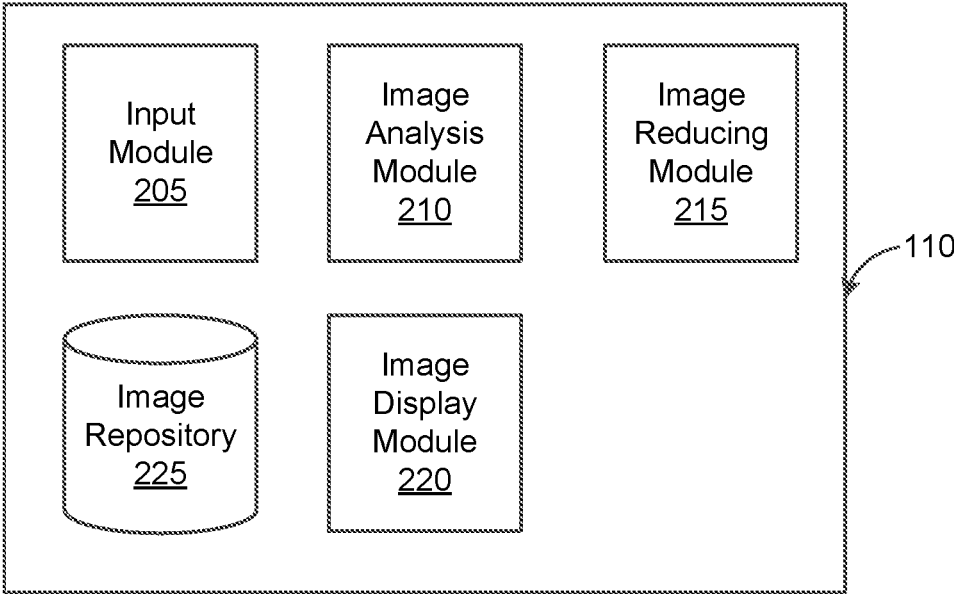 Input
Module
205
Image
Analysis
Module
210
Image
Reducing
Module
215
110
Image
Repository
225
Image
Display
Module
220